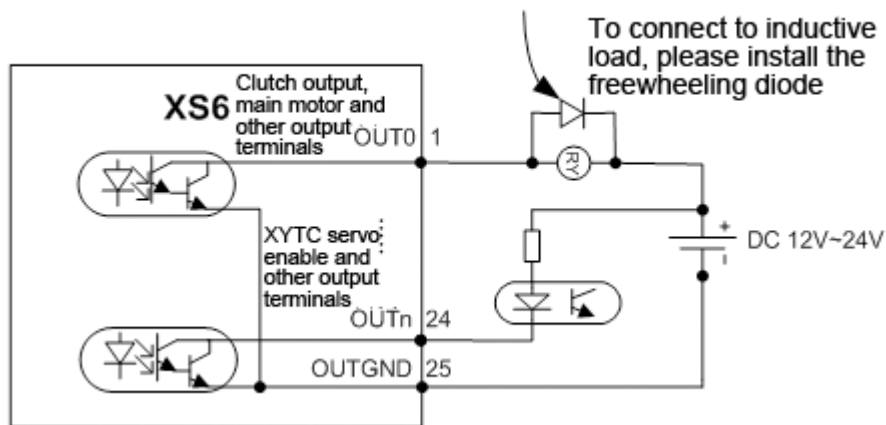 To connect to inductive
load, please install the
freewheeling diode
XS6
Clutch output,
main motor and
other output
terminals
OUT0 1
RY
XYTC servo
enable and
other output
terminals
+
DC 12V~24V
-
OUTn 24
OUTGND 25